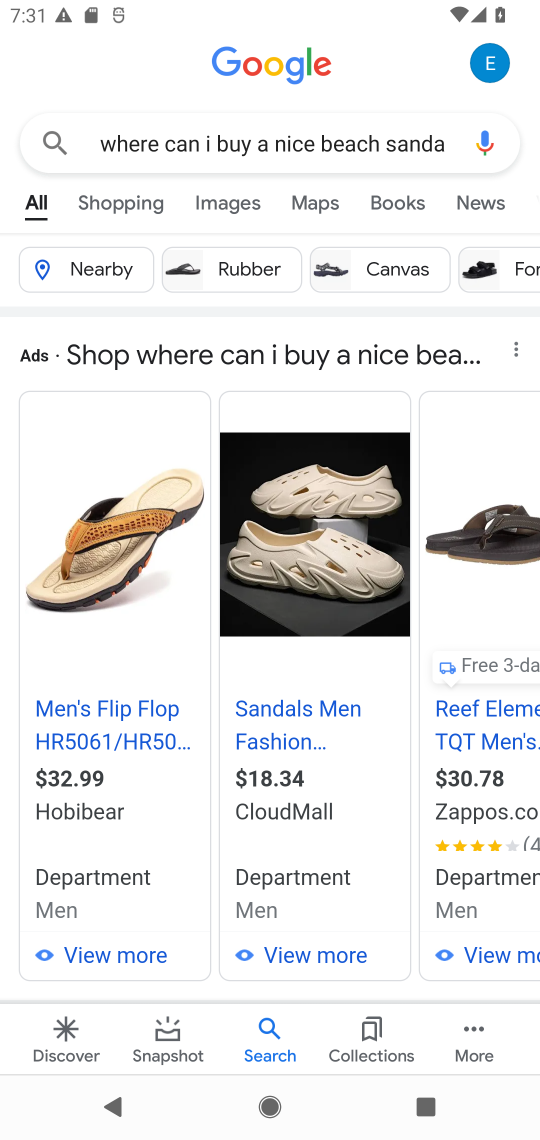 7:31
Google
E
where can i buy a nice beach sanda
All Shopping Images Maps Books News
Nearby Rubber Canvas For
Ads · Shop where can i buy a nice bea...
Free 3-da
Men's Flip Flop
HR5061/HR50...
$32.99
Hobibear
Department
Men
View more
Sandals Men
Fashion...
$18.34
CloudMall
Department
Men
View more
Reef Eleme
TQT Men's.
$30.78
Zappos.co
(4
Departmen
Men
View mo
Discover Snapshot Search Collections More